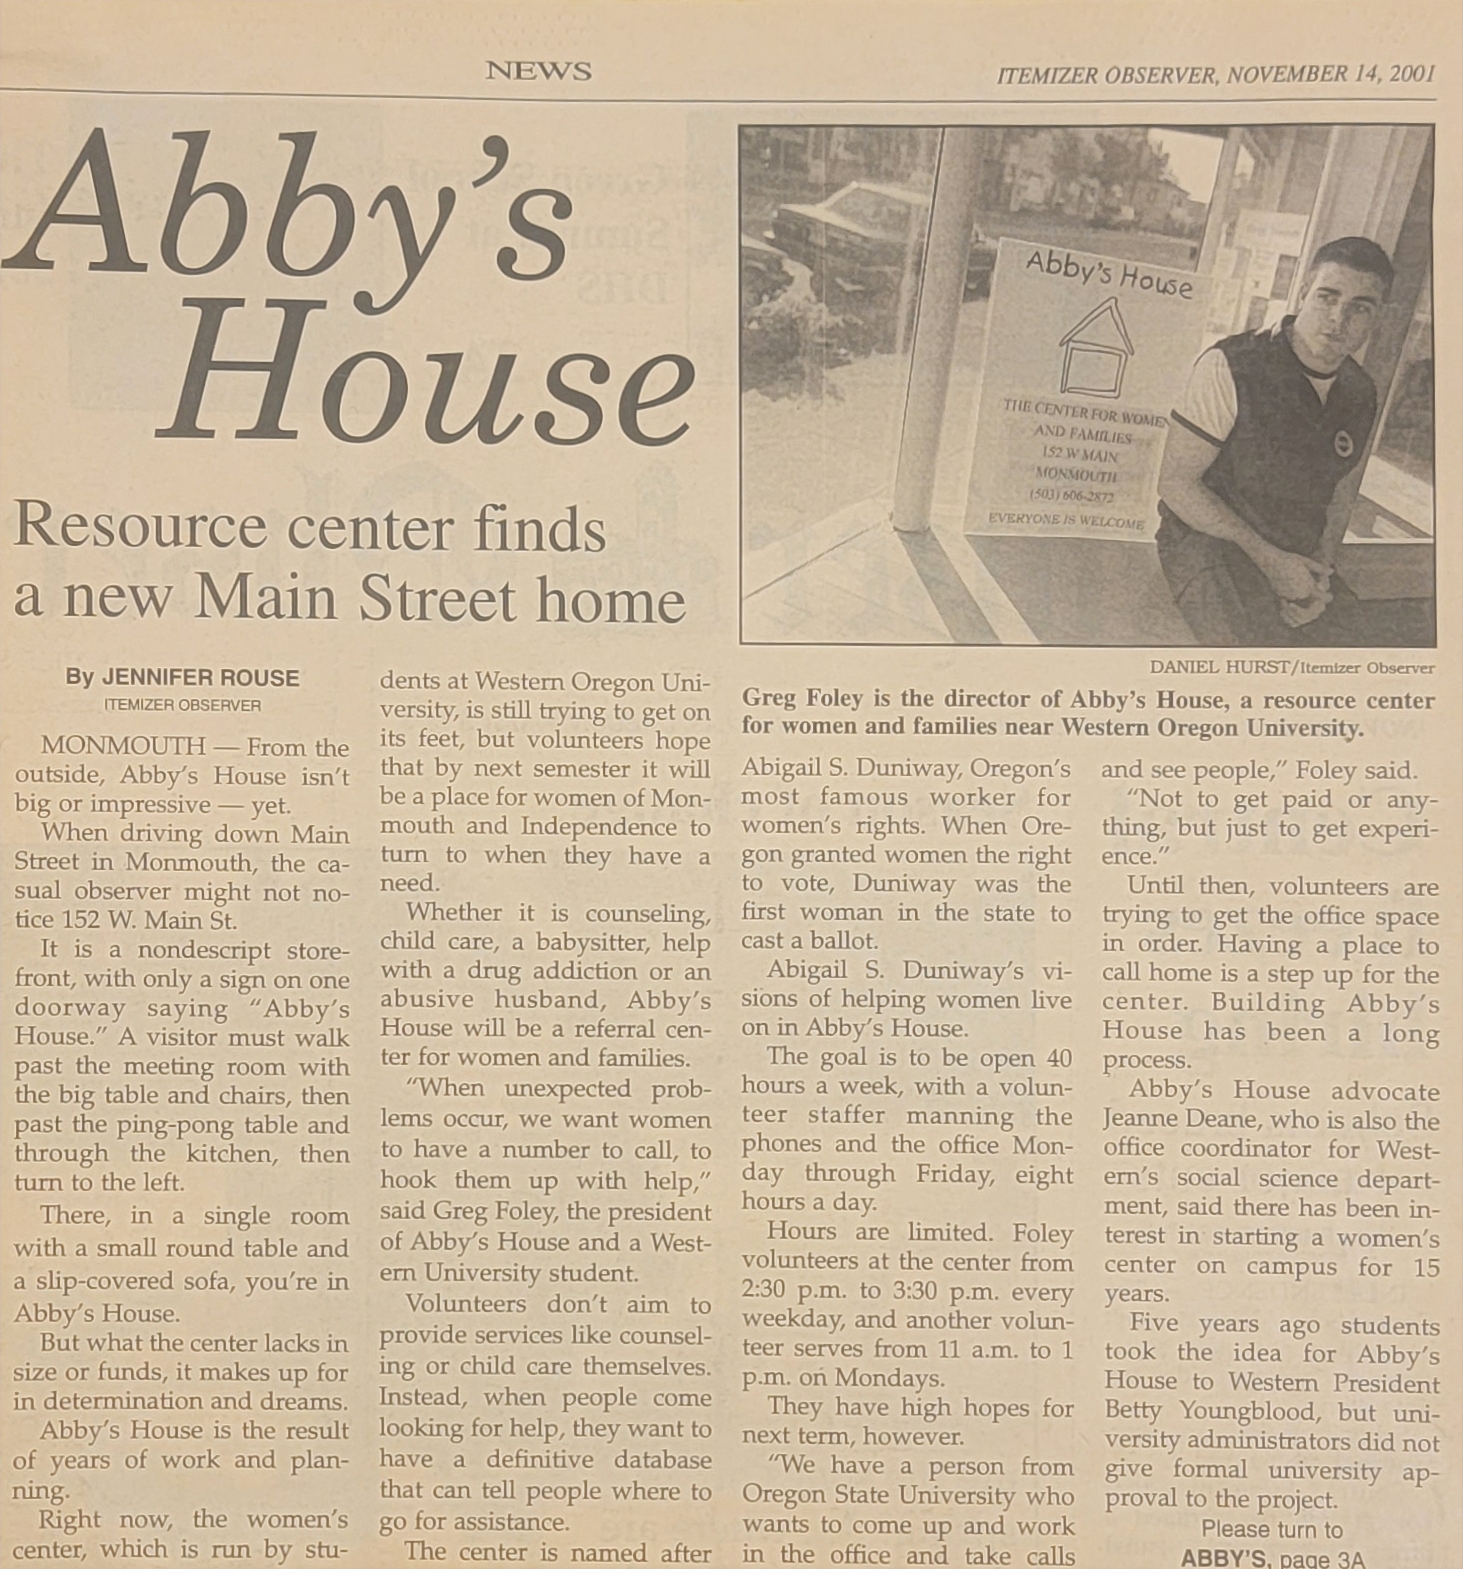 NEWS
ITEMIZER OBSERVER, NOVEMBER 14, 2001
Abby's
House
Resource center finds
a new Main Street home
By JENNIFER ROUSE
ITEMIZER OBSERVER
MONMOUTH — From the
outside, Abby's House isn't
big or impressive — yet.
When driving down Main
Street in Monmouth, the ca-
sual observer might not no-
tice 152 W. Main St.
It is a nondescript store-
front, with only a sign on one
doorway saying "Abby's
House." A visitor must walk
past the meeting room with
the big table and chairs, then
past the ping-pong table and
through the kitchen, then
turn to the left.
There, in a single room
with a small round table and
a slip-covered sofa, you're in
Abby's House.
But what the center lacks in
size or funds, it makes up for
in determination and dreams.
Abby's House is the result
of years of work and plan-
ning.
Right now, the women's
center, which is run by stu-
dents at Western Oregon Uni-
versity, is still trying to get on
its feet, but volunteers hope
that by next semester it will
be a place for women of Mon-
mouth and Independence to
turn to when they have a
need.
Whether it is counseling,
child care, a babysitter, help
with a drug addiction or an
abusive husband, Abby's
House will be a referral cen-
ter for women and families.
"When unexpected prob-
lems occur, we want women
to have a number to call, to
hook them up with help,"
said Greg Foley, the president
of Abby's House and a West-
ern University student.
Volunteers don't aim to
provide services like counsel-
ing or child care themselves.
Instead, when people come
looking for help, they want to
have a definitive database
that can tell people where to
go for assistance.
The center is named after
Abby's House
THE CENTER FOR WOMEN
AND FAMILIES
152 W MAIN
MONMOUTH
(503) 606-2872
EVERYONE IS WELCOME
DANIEL HURST/Itemizer Observer
Greg Foley is the director of Abby's House, a resource center
for women and families near Western Oregon University.
Abigail S. Duniway, Oregon's
most famous worker for
women's rights. When Ore-
gon granted women the right
to vote, Duniway was the
first woman in the state to
cast a ballot.
Abigail S. Duniway's vi-
sions of helping women live
on in Abby's House.
The goal is to be open 40
hours a week, with a volun-
teer staffer manning the
phones and the office Mon-
day through Friday, eight
hours a day.
Hours are limited. Foley
volunteers at the center from
2:30 p.m. to 3:30 p.m. every
weekday, and another volun-
teer serves from 11 a.m. to 1
p.m. on Mondays.
They have high hopes for
next term, however.
"We have a person from
Oregon State University who
wants to come up and work
in the office and take calls
and see people," Foley said.
"Not to get paid or any-
thing, but just to get experi-
ence."
Until then, volunteers are
trying to get the office space
in order. Having a place to
call home is a step up for the
center. Building Abby's
House has been a long
process.
Abby's House advocate
Jeanne Deane, who is also the
office coordinator for West-
ern's social science depart-
ment, said there has been in-
terest in starting a women's
center on campus for 15
years.
Five years ago students
took the idea for Abby's
House to Western President
Betty Youngblood, but uni-
versity administrators did not
give formal university ap-
proval to the project.
Please turn to
ABBY'S, page 3A